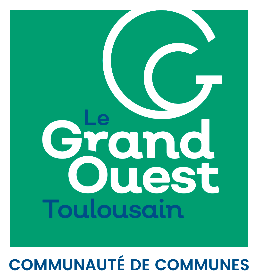 Le
Grand
Ouest
Toulousain
COMMUNAUTÉ DE COMMUNES